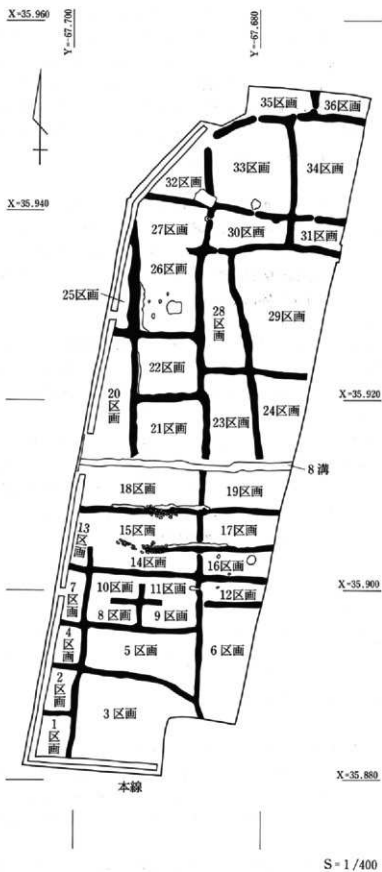 X=35.960
Y=-67.700
Y=-67.680
35区画
36区画
33区画
34区画
32区画
X=35.940
27区画
30区画
31区画
26区画
25区画
28区画
29区画
22区画
20区画
X=35.920
21区画
23区画
24区画
8溝
18区画
19区画
13区画
15区画
17区画
14区画
16区画
X=35.900
7区画
10区画
11区画
12区画
8区画
9区画
4区画
5区画
6区画
2区画
3区画
1区画
本線
X=35.880
S=1/400